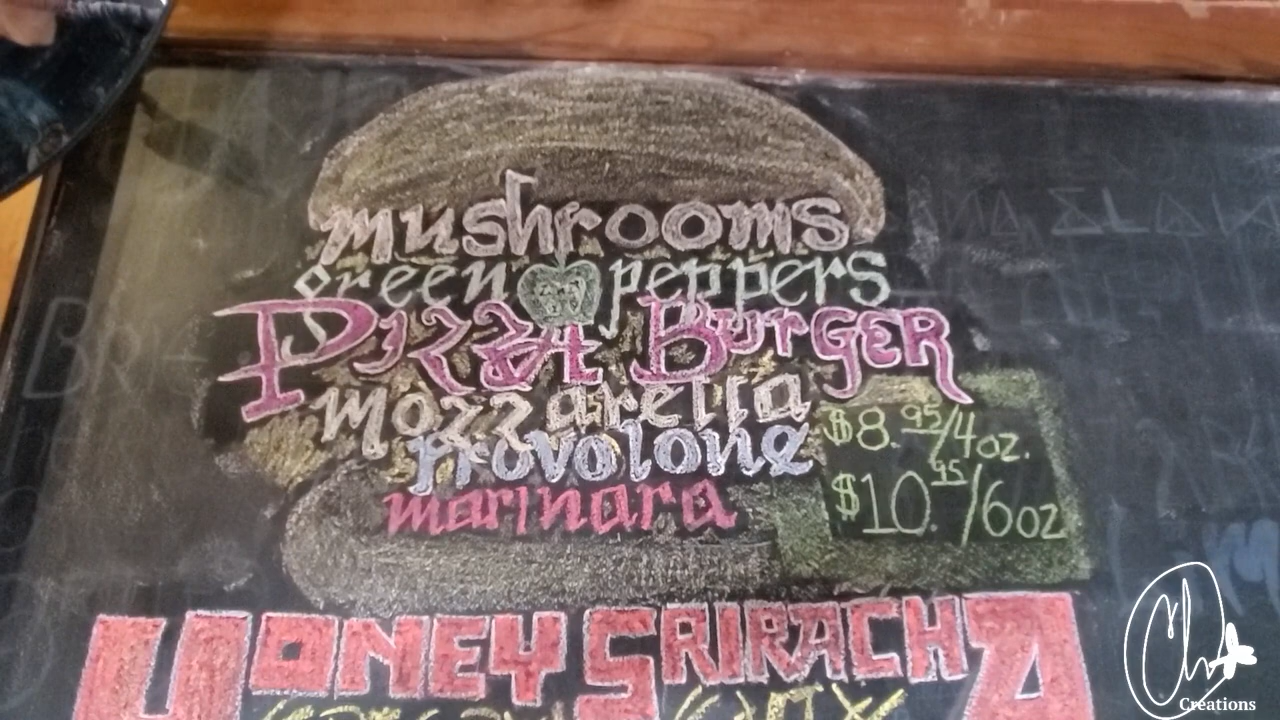 mushrooms
green peppers
Pizza Burger
mozzarella
provolone
marinara
$8.95/4oz.
$10.95/6oz
HONEY SRIRACHA
Creations